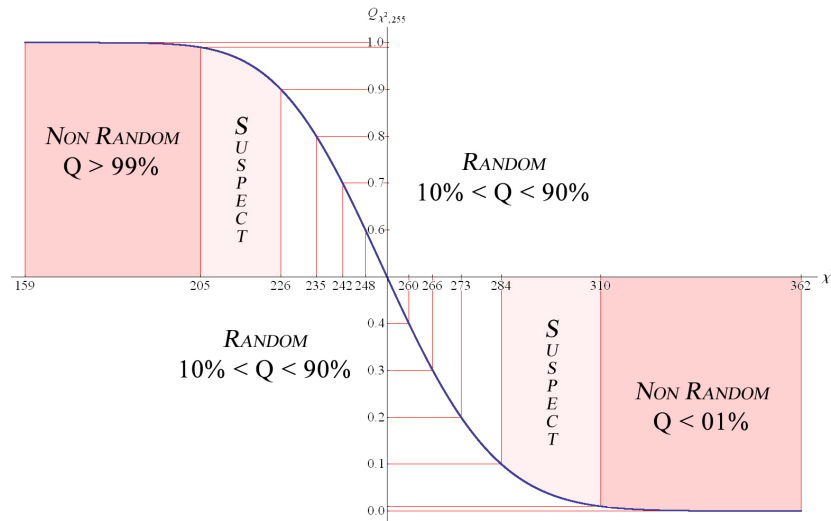 Qχ²,255
1.0
0.9
0.8
0.7
0.6
NON RANDOM
Q > 99%
S
U
S
P
E
C
T
RANDOM
10% < Q < 90%
159 205 226 235 242 248 260 266 273 284 310 362 χ
RANDOM
10% < Q < 90%
0.4
0.3
0.2
0.1
0.0
S
U
S
P
E
C
T
NON RANDOM
Q < 01%